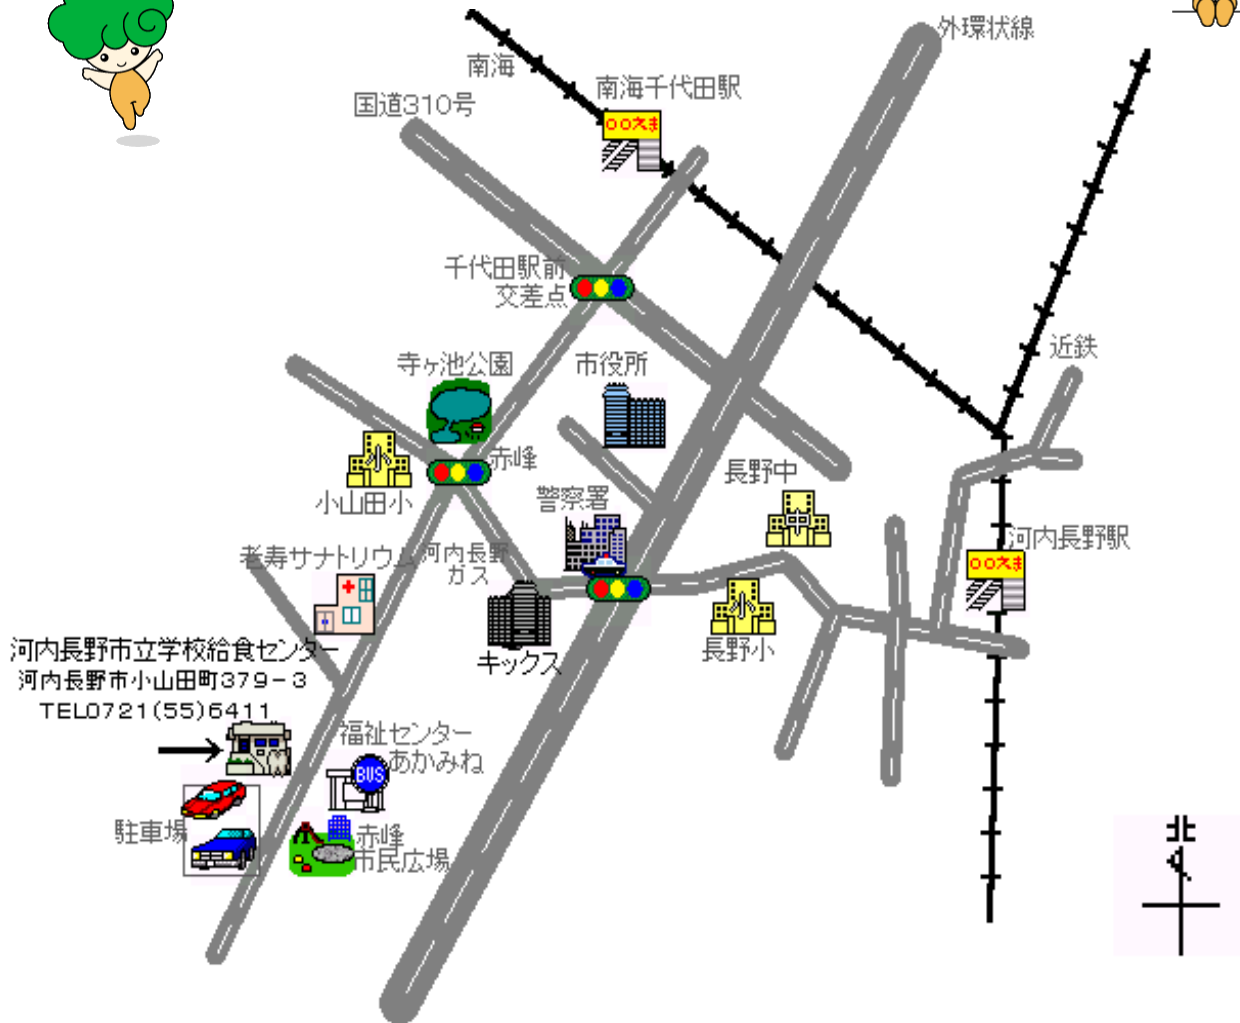 外環状線
南海
南海千代田駅
国道310号
○○えき
千代田駅前
交差点
近鉄
寺ヶ池公園
市役所
赤峰
長野中
小
小山田小
警察署
中
河内長野駅
老寿サナトリウム
河内長野
ガス
○○えき
小
長野小
河内長野市立学校給食センター
キックス
河内長野市小山田町379-3
TEL0721(55)6411
福祉センター
あかみね
BUS
駐車場
赤峰
市民広場
北